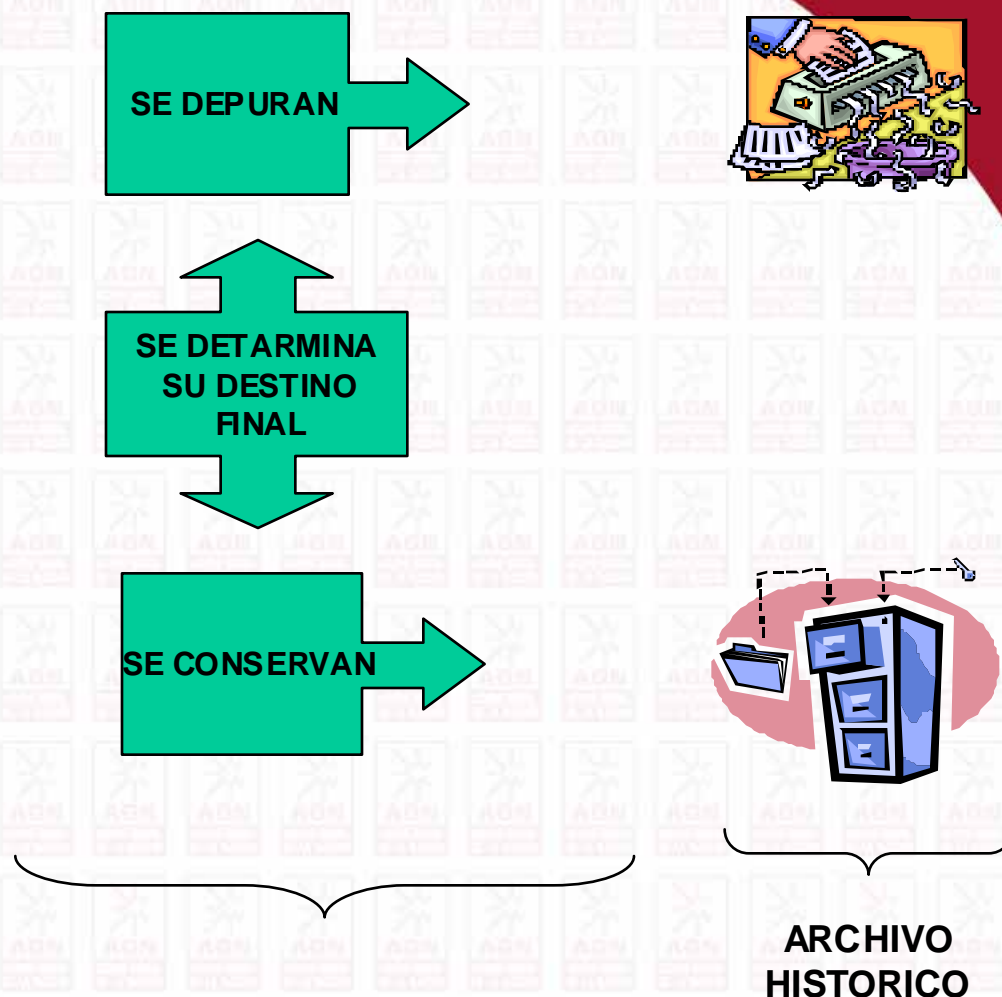 SE DEPURAN
SE DETARMINA
SU DESTINO
FINAL
SE CONSERVAN
ARCHIVO
HISTORICO